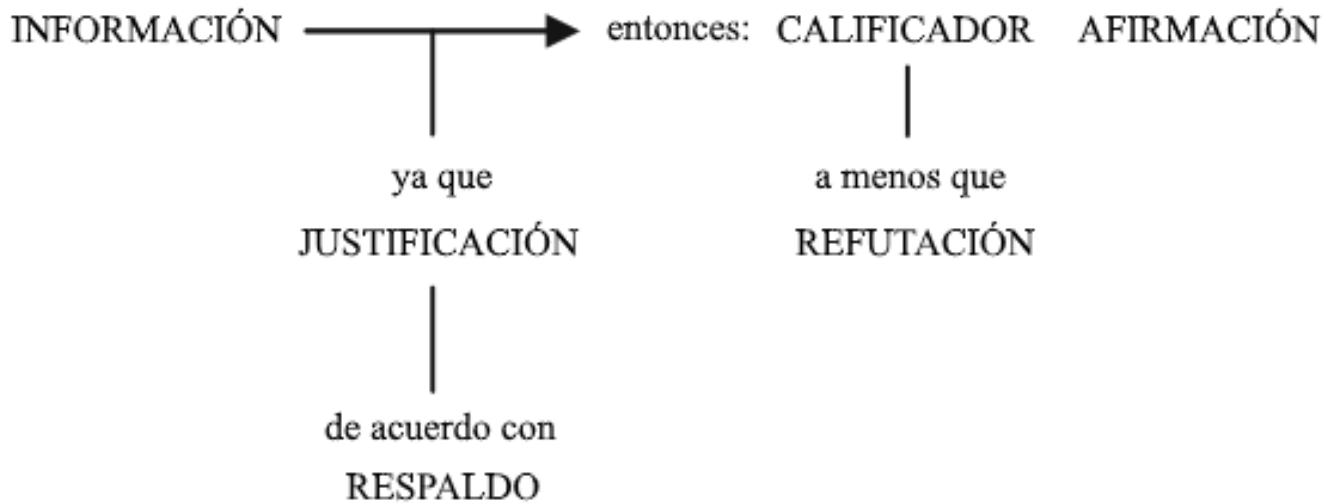 INFORMACIÓN entonces: CALIFICADOR AFIRMACIÓN
ya que a menos que
JUSTIFICACIÓN REFUTACIÓN
de acuerdo con
RESPALDO